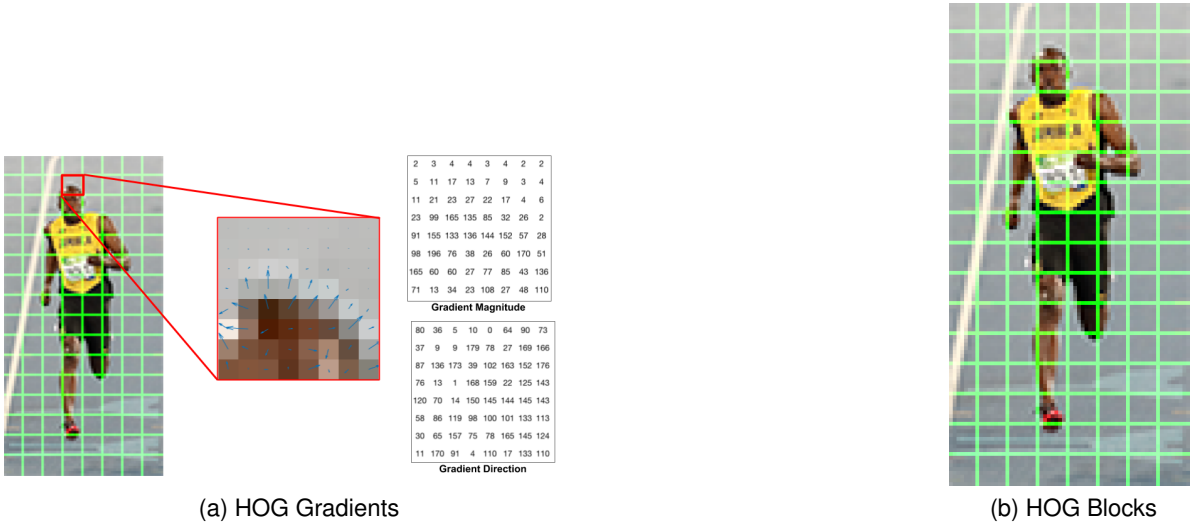 2 3 4 4 3 4 2 2
5 11 17 13 7 9 3 4
11 21 23 27 22 17 4 6
23 99 165 135 85 32 26 2
91 155 133 136 144 152 57 28
98 196 76 38 26 60 170 51
165 60 60 27 77 85 43 136
71 13 34 23 108 27 48 110
Gradient Magnitude
80 36 5 10 0 64 90 73
37 9 9 179 78 27 169 166
87 136 173 39 102 163 152 176
76 13 1 168 159 22 125 143
120 70 14 150 145 144 145 143
58 86 119 98 100 101 133 113
30 65 157 75 78 165 145 124
11 170 91 4 110 17 133 110
Gradient Direction
(a) HOG Gradients
(b) HOG Blocks